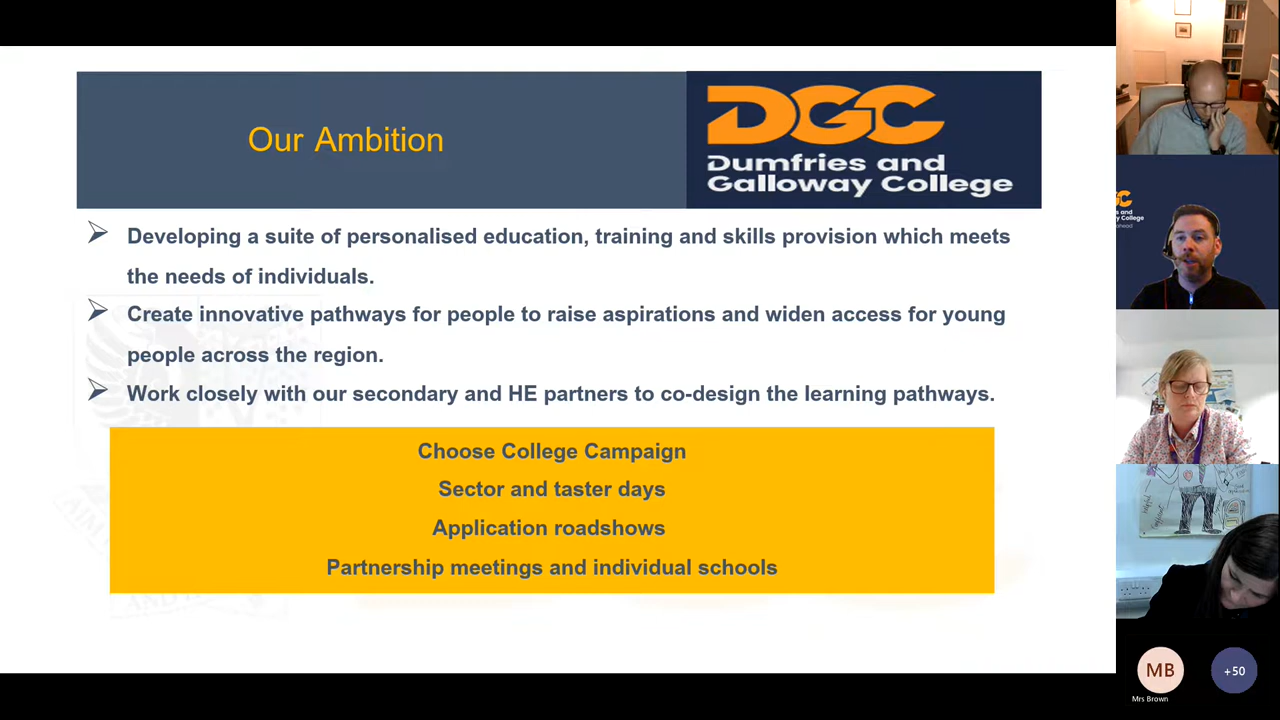 Our Ambition
DGC
Dumfries and
Galloway College
Developing a suite of personalised education, training and skills provision which meets
the needs of individuals.
Create innovative pathways for people to raise aspirations and widen access for young
people across the region.
Work closely with our secondary and HE partners to co-design the learning pathways.
Choose College Campaign
Sector and taster days
Application roadshows
Partnership meetings and individual schools
MB
+50
Mrs Brown